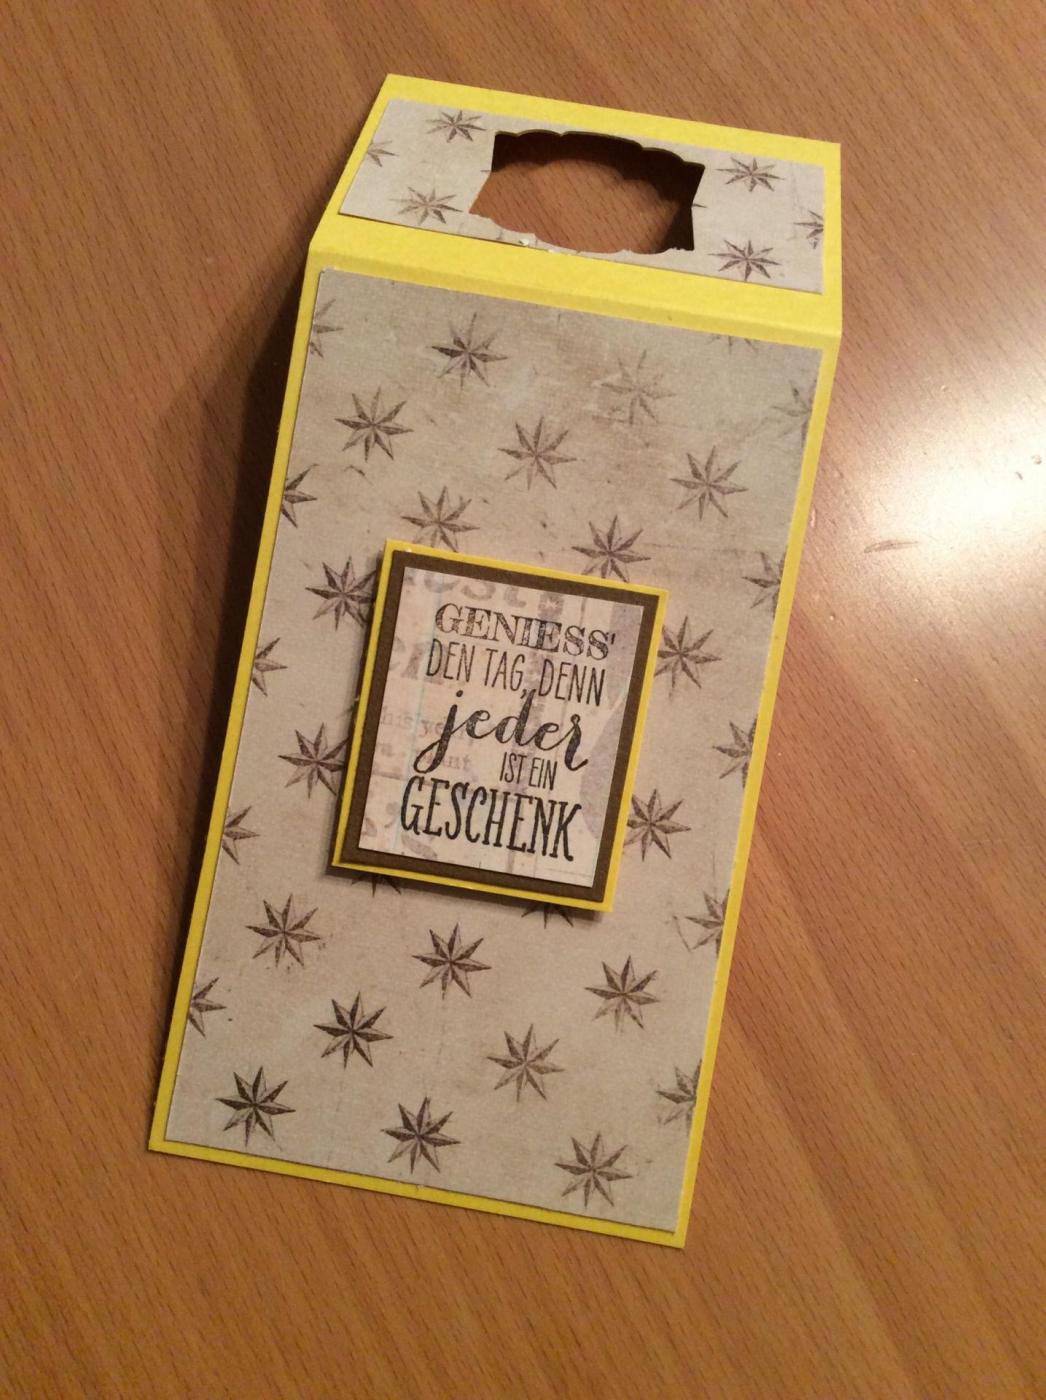 GENIESS'
DEN TAG, DENN
jeder
IST EIN
GESCHENK